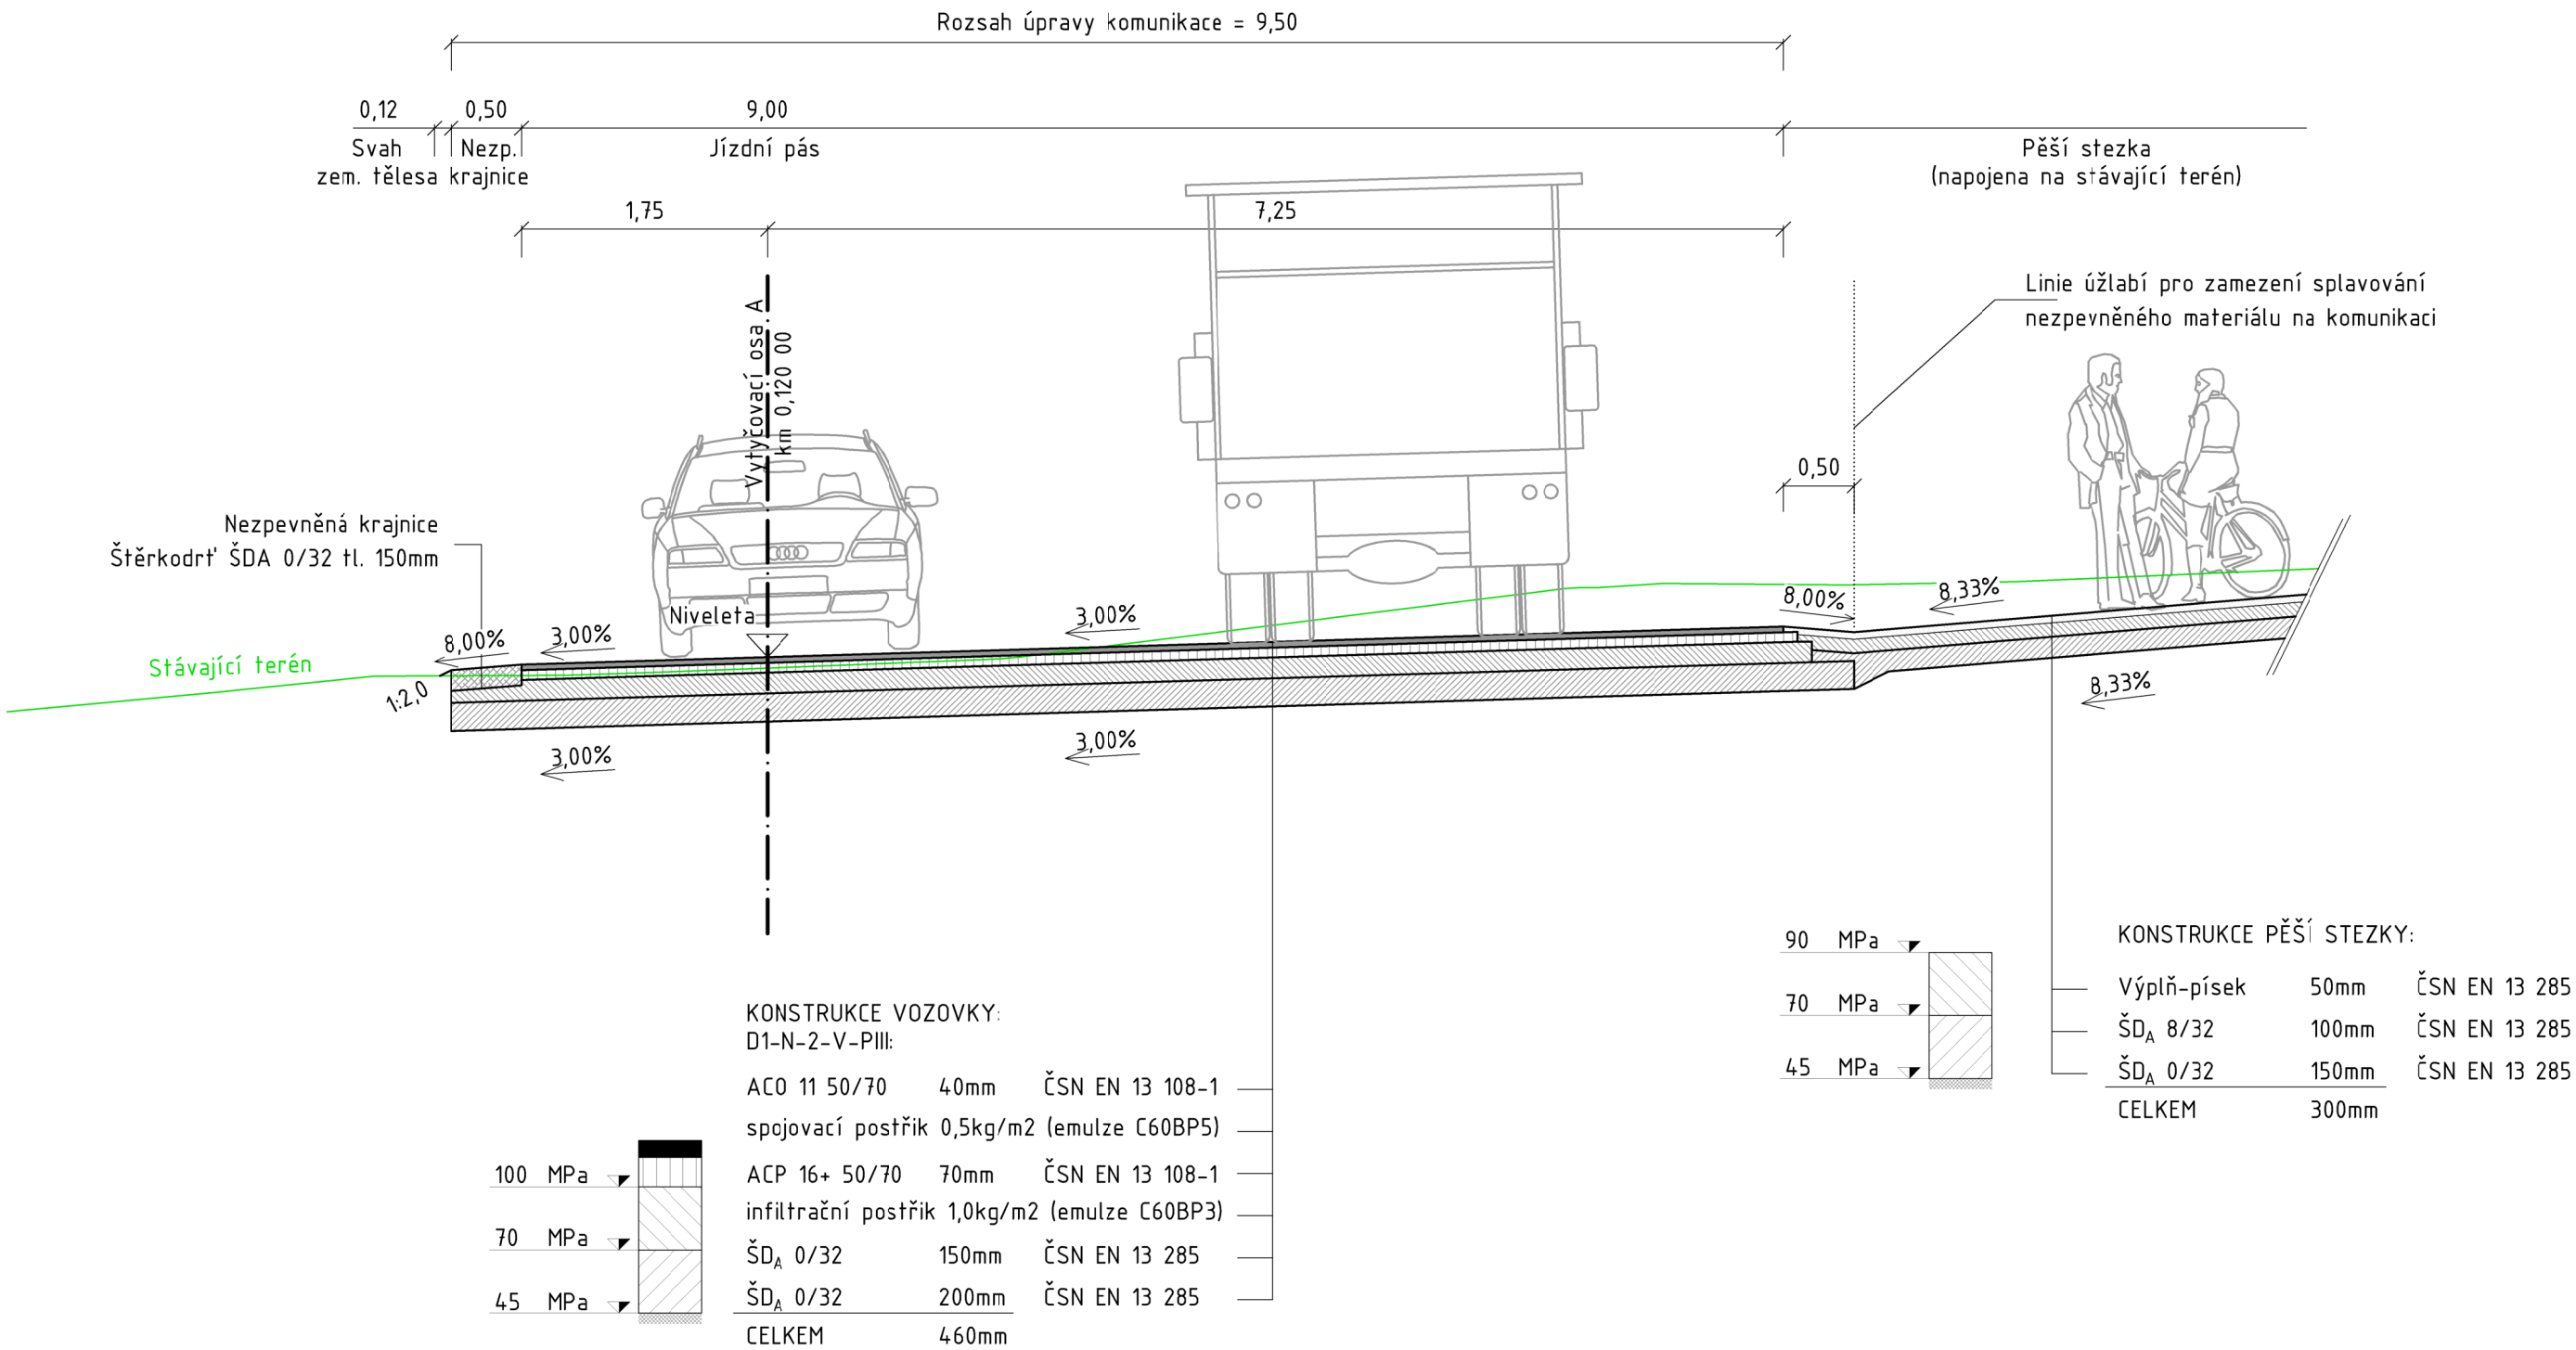 Rozsah úpravy komunikace = 9,50
0,12 0,50 9,00
Svah Nezp. Jízdní pás Pěší stezka
zem. tělesa krajnice (napojena na stávající terén)
1,75 7,25
Linie úžlabí pro zamezení splavování
nezpevněného materiálu na komunikaci
Vytyčovací osa A
km 0,120 00
0,50
Nezpevněná krajnice
Štěrkodrť ŠDA 0/32 tl. 150mm
Niveleta
8,00% 3,00% 3,00% 8,00% 8,33%
Stávající terén
1:2,0
3,00% 3,00% 8,33%
KONSTRUKCE VOZOVKY:
D1-N-2-V-PIII:
ACO 11 50/70 40mm ČSN EN 13 108-1
spojovací postřik 0,5kg/m2 (emulze C60BP5)
100 MPa ACP 16+ 50/70 70mm ČSN EN 13 108-1
infiltrační postřik 1,0kg/m2 (emulze C60BP3)
70 MPa ŠDA 0/32 150mm ČSN EN 13 285
45 MPa ŠDA 0/32 200mm ČSN EN 13 285
CELKEM 460mm
90 MPa KONSTRUKCE PĚŠÍ STEZKY:
Výplň-písek 50mm ČSN EN 13 285
70 MPa ŠDA 8/32 100mm ČSN EN 13 285
45 MPa ŠDA 0/32 150mm ČSN EN 13 285
CELKEM 300mm